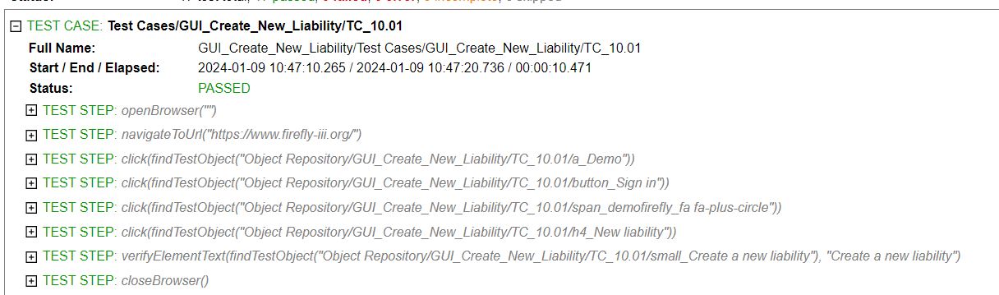 TEST CASE: Test Cases/GUI_Create_New_Liability/TC_10.01
Full Name: GUI_Create_New_Liability/Test Cases/GUI_Create_New_Liability/TC_10.01
Start / End / Elapsed: 2024-01-09 10:47:10.265 / 2024-01-09 10:47:20.736 / 00:00:10.471
Status: PASSED
TEST STEP: openBrowser("")
TEST STEP: navigateToUrl("https://www.firefly-iii.org/")
TEST STEP: click(findTestObject("Object Repository/GUI_Create_New_Liability/TC_10.01/a_Demo"))
TEST STEP: click(findTestObject("Object Repository/GUI_Create_New_Liability/TC_10.01/button_Sign in"))
TEST STEP: click(findTestObject("Object Repository/GUI_Create_New_Liability/TC_10.01/span_demofirefly_fa fa-plus-circle"))
TEST STEP: click(findTestObject("Object Repository/GUI_Create_New_Liability/TC_10.01/h4_New liability"))
TEST STEP: verifyElementText(findTestObject("Object Repository/GUI_Create_New_Liability/TC_10.01/small_Create a new liability"), "Create a new liability")
TEST STEP: closeBrowser()